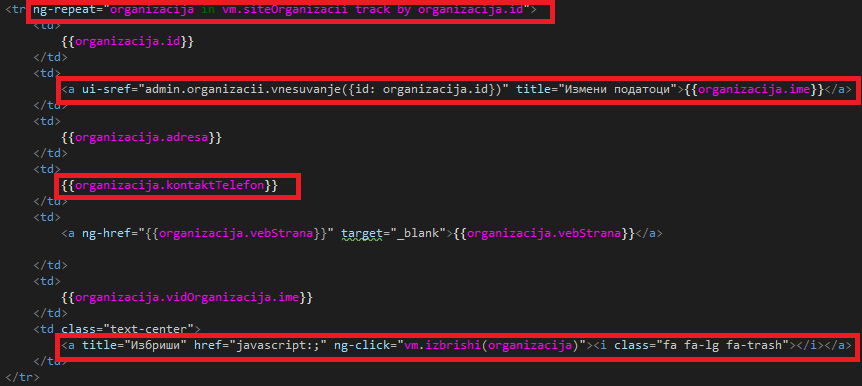 <tr ng-repeat="organizacija in vm.siteOrganizacii track by organizacija.id">
<td>
{{organizacija.id}}
</td>
<td>
<a ui-sref="admin.organizacii.vnesuvanje({id: organizacija.id})" title="Измени податоци">{{organizacija.ime}}</a>
</td>
<td>
{{organizacija.adresa}}
</td>
<td>
{{organizacija.kontaktTelefon}}
</td>
<td>
<a ng-href="{{organizacija.vebStrana}}" target="_blank">{{organizacija.vebStrana}}</a>
</td>
<td>
{{organizacija.vidOrganizacija.ime}}
</td>
<td class="text-center">
<a title="Избриши" href="javascript:;" ng-click="vm.izbrishi(organizacija)"><i class="fa fa-lg fa-trash"></i></a>
</td>
</tr>